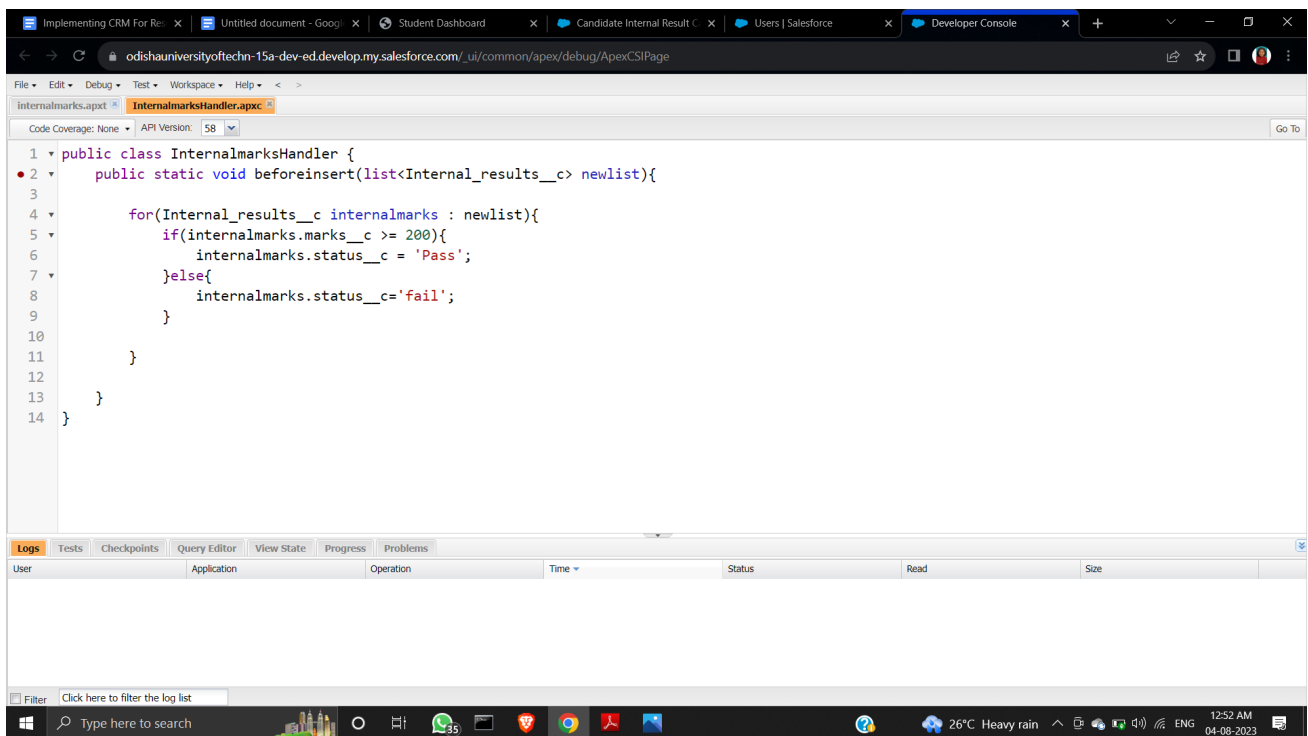 Implementing CRM For Res
Untitled document - Googl
Student Dashboard
Candidate Internal Result C
Users | Salesforce
Developer Console
odishauniversityoftechn-15a-dev-ed.develop.my.salesforce.com/_ui/common/apex/debug/ApexCSIPage
File Edit Debug Test Workspace Help < >
internalmarks.apxt InternalmarksHandler.apxc
Code Coverage: None API Version: 58 Go To
1 public class InternalmarksHandler {
2 public static void beforeinsert(list<Internal_results__c> newlist){
3
4 for(Internal_results__c internalmarks : newlist){
5 if(internalmarks.marks__c >= 200){
6 internalmarks.status__c = 'Pass';
7 }else{
8 internalmarks.status__c='fail';
9 }
10
11 }
12
13 }
14 }
Logs Tests Checkpoints Query Editor View State Progress Problems
User Application Operation Time Status Read Size
Filter Click here to filter the log list
Type here to search 35 26°C Heavy rain ENG 12:52 AM
04-08-2023